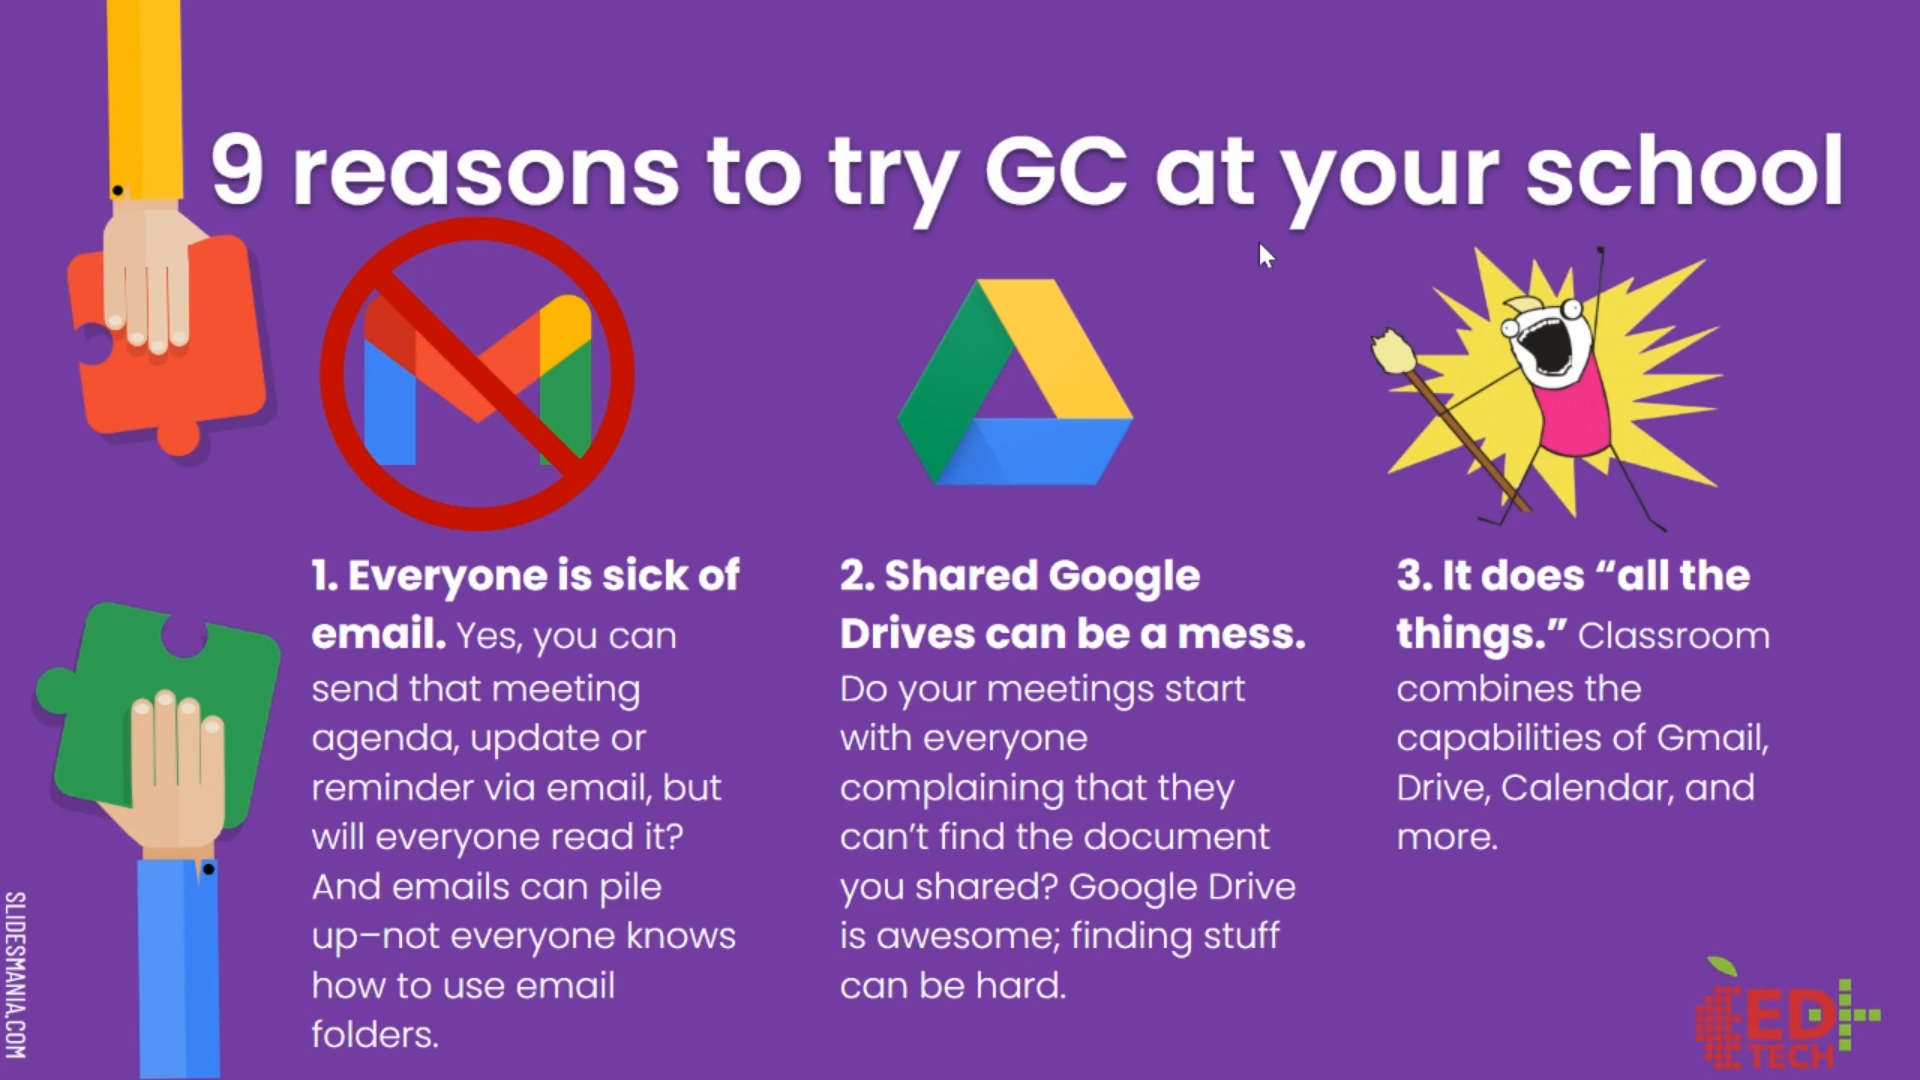 9 reasons to try GC at your school
1. Everyone is sick of
email. Yes, you can
send that meeting
agenda, update or
reminder via email, but
will everyone read it?
And emails can pile
up–not everyone knows
how to use email
folders.
2. Shared Google
Drives can be a mess.
Do your meetings start
with everyone
complaining that they
can’t find the document
you shared? Google Drive
is awesome; finding stuff
can be hard.
3. It does “all the
things.” Classroom
combines the
capabilities of Gmail,
Drive, Calendar, and
more.
SLIDESMANIA.COM
ED
TECH